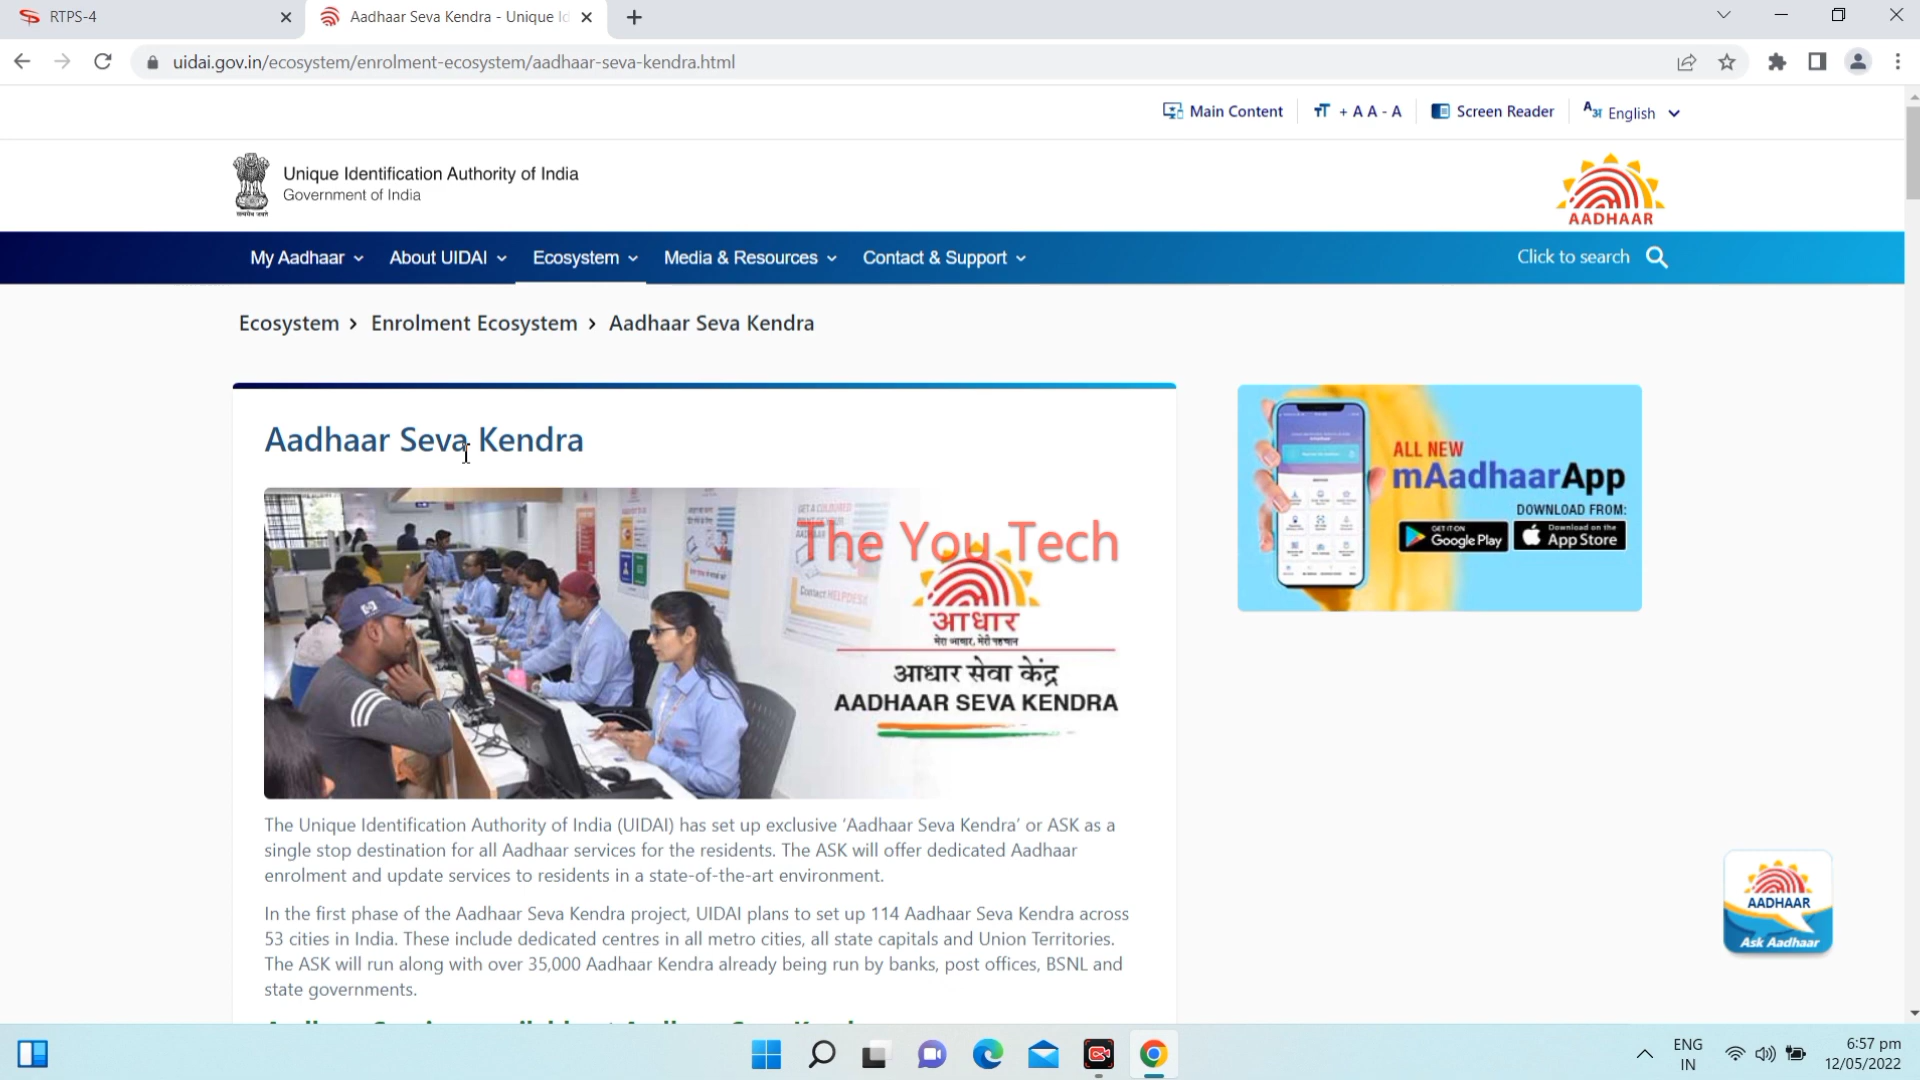 RTPS-4
Aadhaar Seva Kendra - Unique Id
uidai.gov.in/ecosystem/enrolment-ecosystem/aadhaar-seva-kendra.html
Main Content
+ A A - A
Screen Reader
English
Unique Identification Authority of India
Government of India
सत्यमेव जयते
AADHAAR
My Aadhaar
About UIDAI
Ecosystem
Media & Resources
Contact & Support
Click to search
Ecosystem > Enrolment Ecosystem > Aadhaar Seva Kendra
Aadhaar Seva Kendra
GET A COLOURED
Contact HELPDESK
The You Tech
आधार
मेरा आधार, मेरी पहचान
आधार सेवा केंद्र
AADHAAR SEVA KENDRA
ALL NEW
mAadhaarApp
DOWNLOAD FROM:
GET IT ON
Google Play
Download on the
App Store
The Unique Identification Authority of India (UIDAI) has set up exclusive ‘Aadhaar Seva Kendra’ or ASK as a
single stop destination for all Aadhaar services for the residents. The ASK will offer dedicated Aadhaar
enrolment and update services to residents in a state-of-the-art environment.
In the first phase of the Aadhaar Seva Kendra project, UIDAI plans to set up 114 Aadhaar Seva Kendra across
53 cities in India. These include dedicated centres in all metro cities, all state capitals and Union Territories.
The ASK will run along with over 35,000 Aadhaar Kendra already being run by banks, post offices, BSNL and
state governments.
AADHAAR
Ask Aadhaar
ENG
IN
6:57 pm
12/05/2022